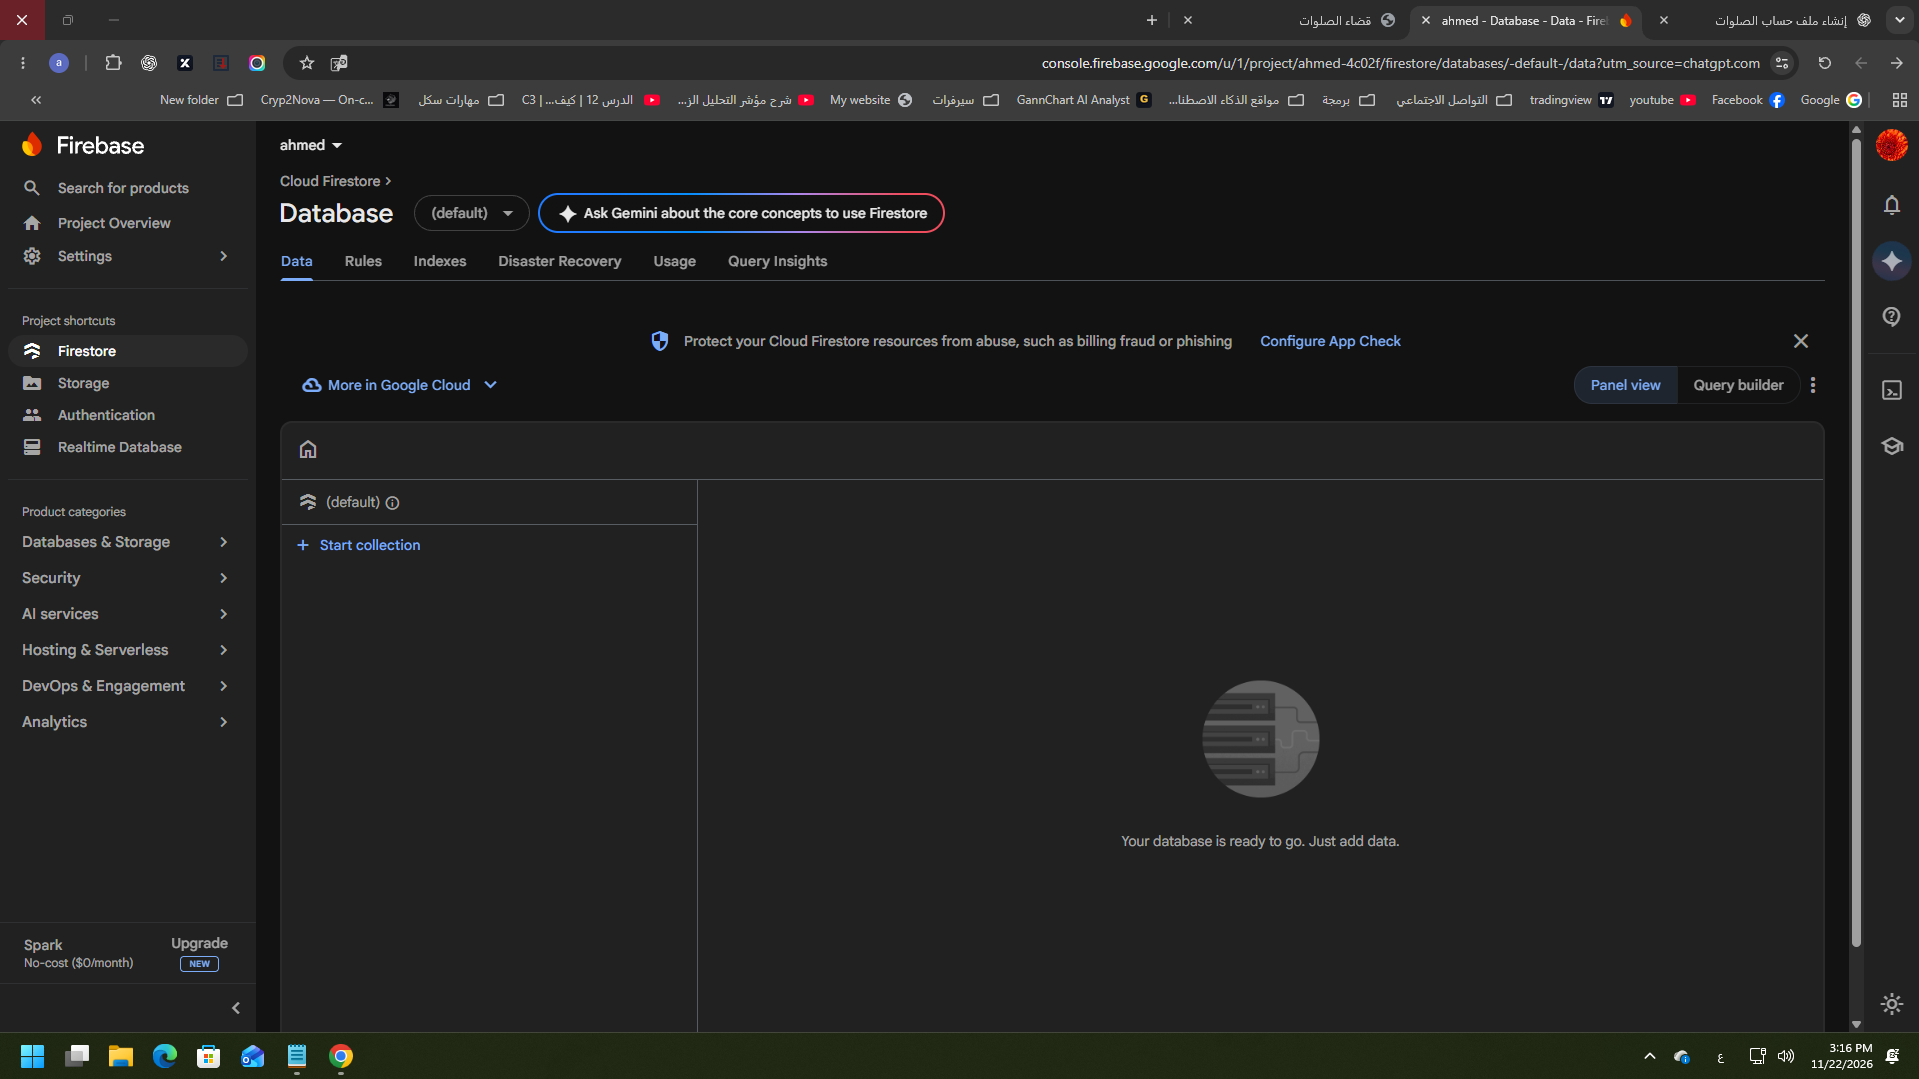 قضاء الصلوات
ahmed - Database - Data - Fire
إنشاء ملف حساب الصلوات
a
console.firebase.google.com/u/1/project/ahmed-4c02f/firestore/databases/-default-/data?utm_source=chatgpt.com
New folder
Cryp2Nova — On-c...
مهارات سكل
الدرس 12 | كيف... | C3
شرح مؤشر التحليل الز...
My website
سيرفرات
GannChart AI Analyst
مواقع الذكاء الاصطنا...
برمجة
التواصل الاجتماعي
tradingview
youtube
Facebook
Google
Firebase
Search for products
Project Overview
Settings
Project shortcuts
Firestore
Storage
Authentication
Realtime Database
Product categories
Databases & Storage
Security
AI services
Hosting & Serverless
DevOps & Engagement
Analytics
Spark
No-cost ($0/month)
Upgrade
NEW
ahmed
Cloud Firestore
Database
(default)
Ask Gemini about the core concepts to use Firestore
Data
Rules
Indexes
Disaster Recovery
Usage
Query Insights
Protect your Cloud Firestore resources from abuse, such as billing fraud or phishing
Configure App Check
More in Google Cloud
Panel view
Query builder
(default)
Start collection
Your database is ready to go. Just add data.
ع
3:16 PM
11/22/2026